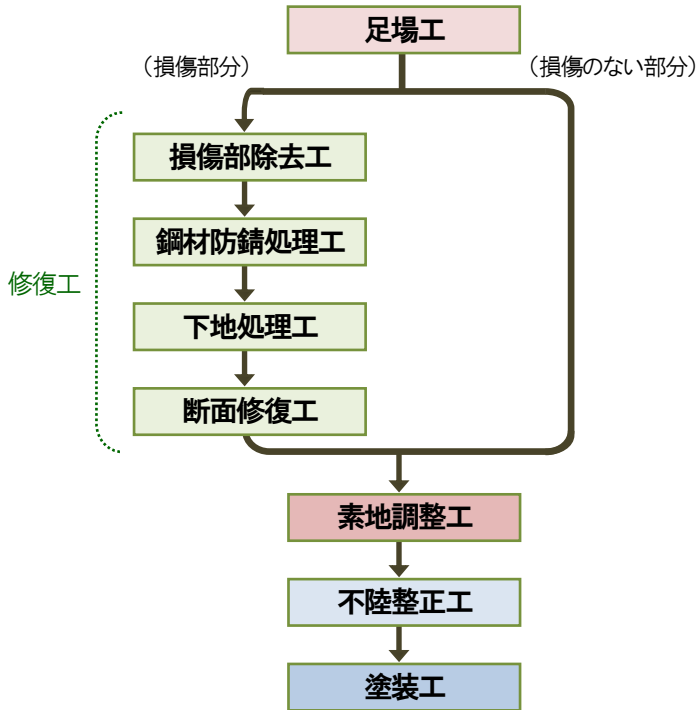 足場工
（損傷部分）
（損傷のない部分）
損傷部除去工
鋼材防錆処理工
修復工
下地処理工
断面修復工
素地調整工
不陸整正工
塗装工